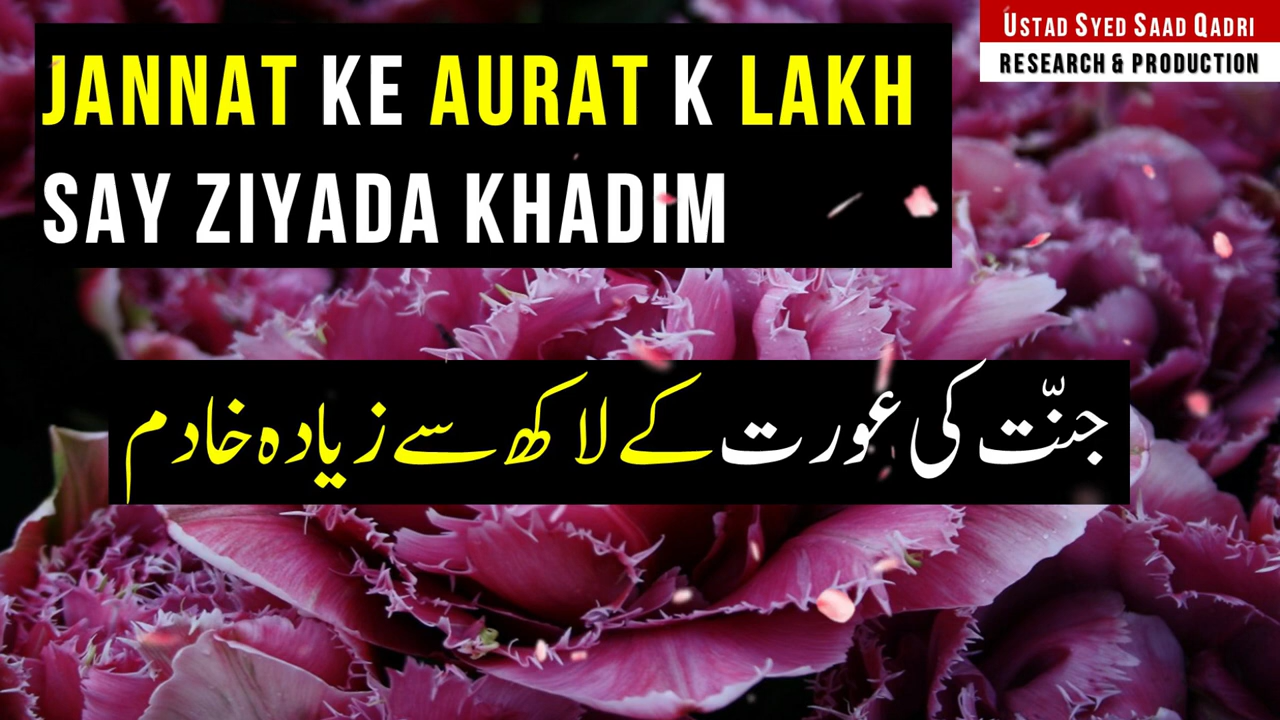 JANNAT KE AURAT K LAKH
SAY ZIYADA KHADIM
USTAD SYED SAAD QADRI
RESEARCH & PRODUCTION
جنّت کی عورت کے لاکھ سے زیادہ خادم